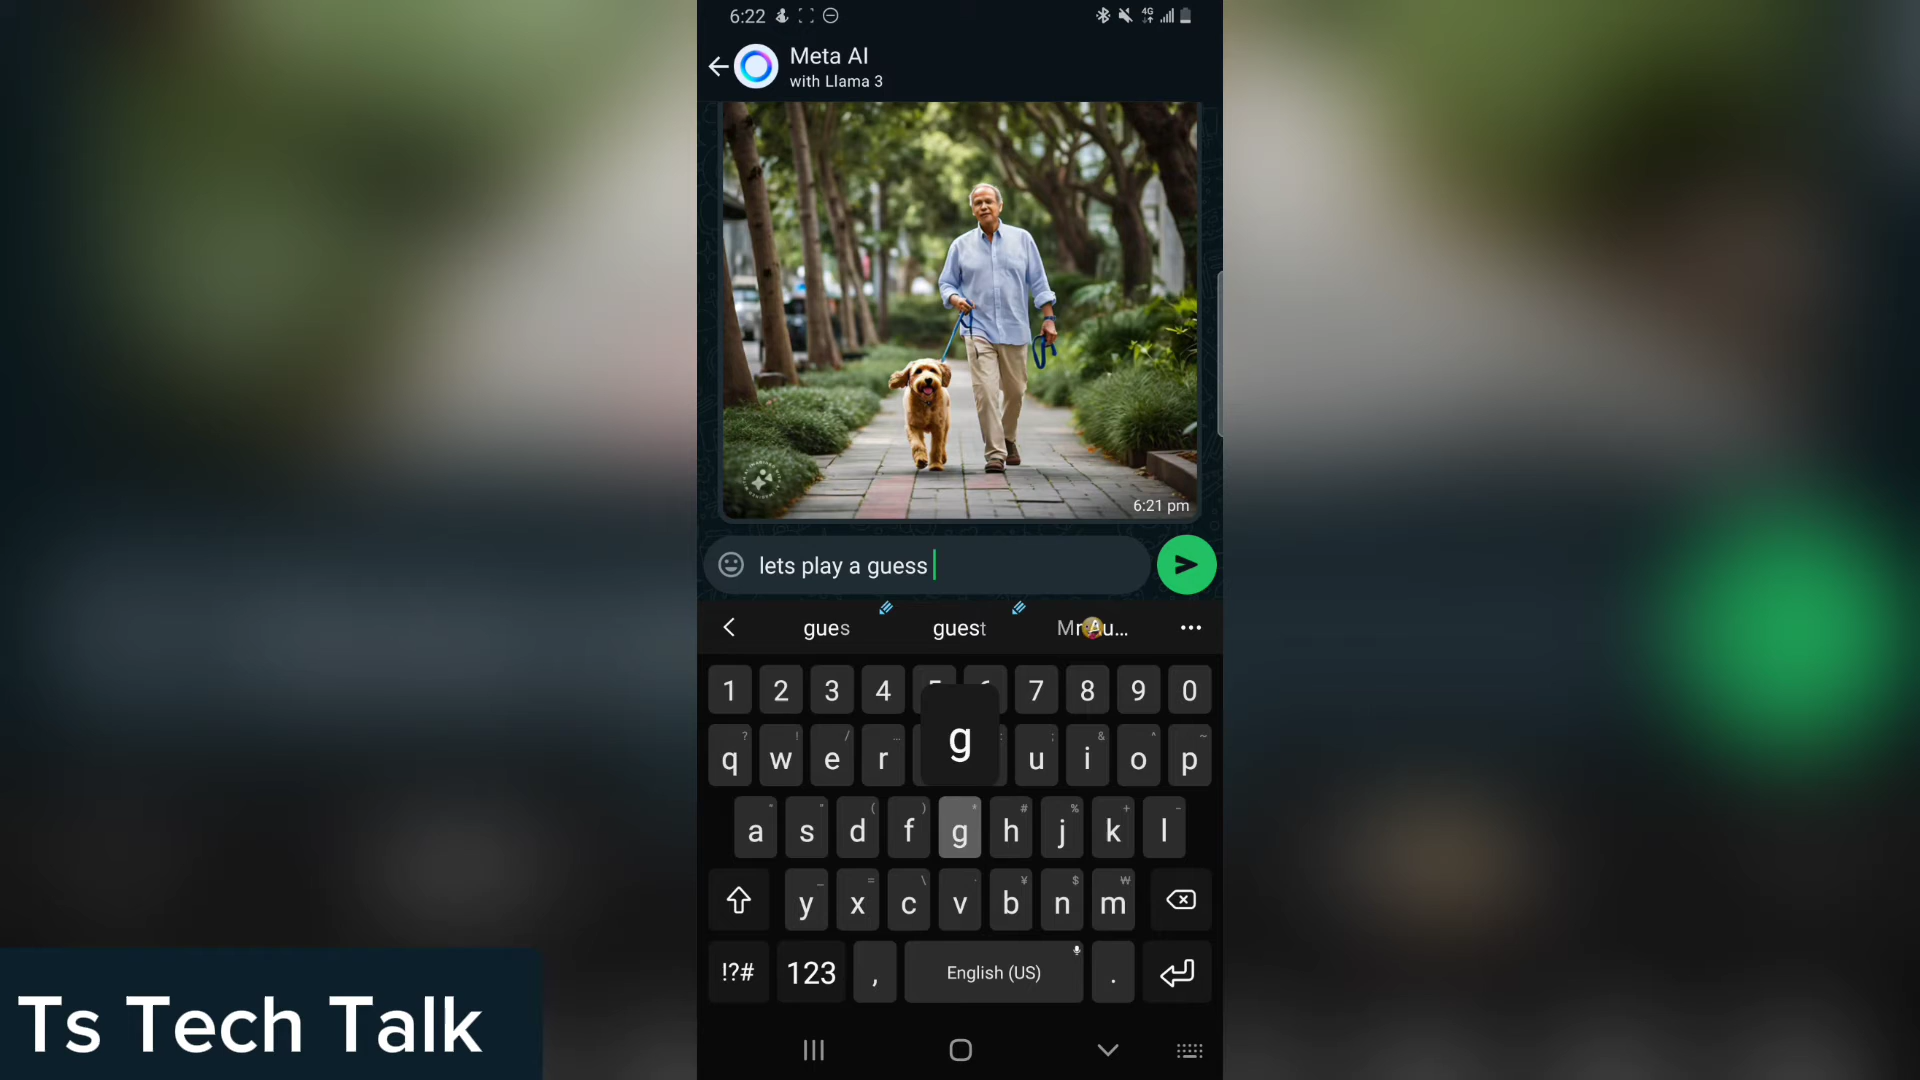 6:22
4G
Meta AI
with Llama 3
6:21 pm
lets play a guess
gues guest
1 2 3 4 7 8 9 0
q w e r u i o p
g
a s d f g h j k l
y x c v b n m
!?# 123 , English (US) .
Ts Tech Talk